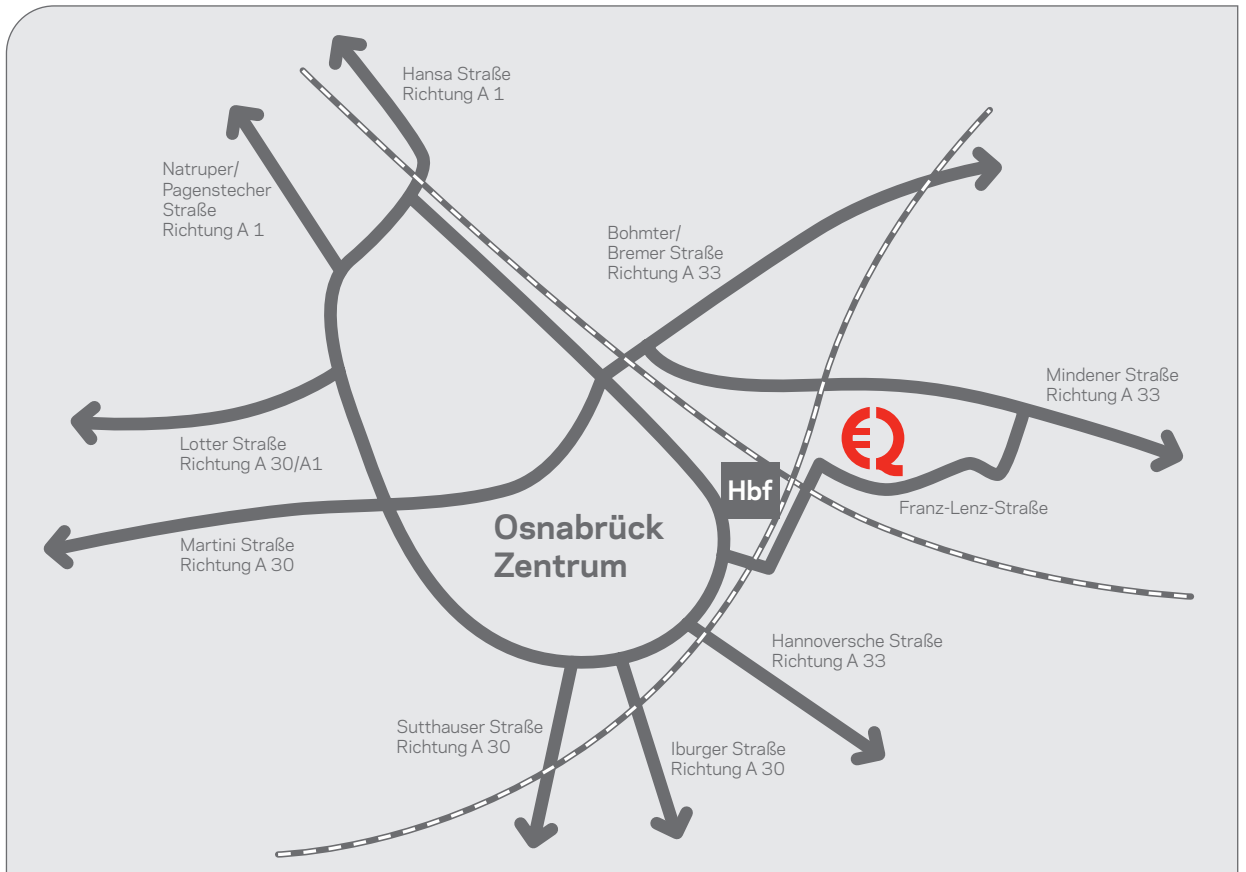 Hansa Straße
Richtung A 1
Natruper/
Pagenstecher
Straße
Richtung A 1
Bohmter/
Bremer Straße
Richtung A 33
Mindener Straße
Richtung A 33
EQ
Lotter Straße
Richtung A 30/A1
Hbf
Franz-Lenz-Straße
Osnabrück
Zentrum
Martini Straße
Richtung A 30
Hannoversche Straße
Richtung A 33
Sutthauser Straße
Richtung A 30
Iburger Straße
Richtung A 30